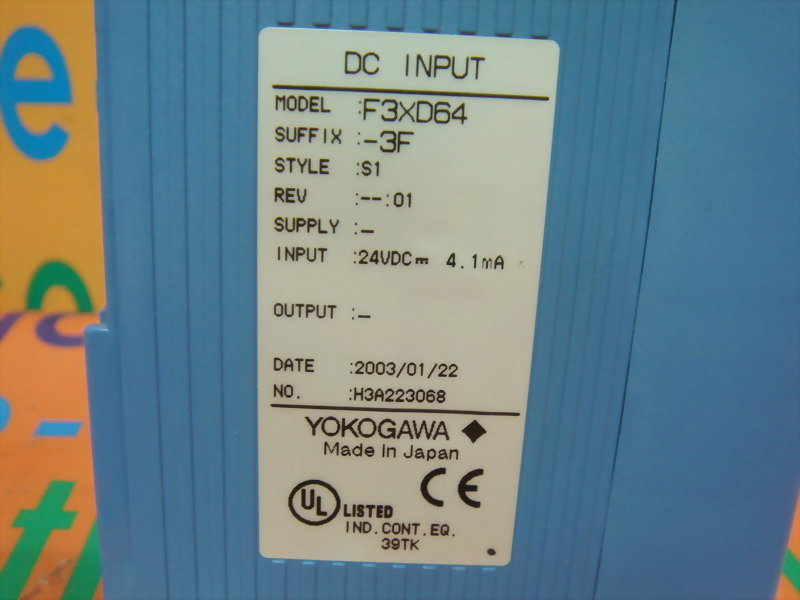 DC INPUT
MODEL :F3XD64
SUFFIX :-3F
STYLE :S1
REV :--:01
SUPPLY :-
INPUT :24VDC⎓ 4.1mA
OUTPUT :-
DATE :2003/01/22
NO. :H3A223068
YOKOGAWA ◆
Made in Japan
CE
UL LISTED
IND.CONT.EQ.
39TK